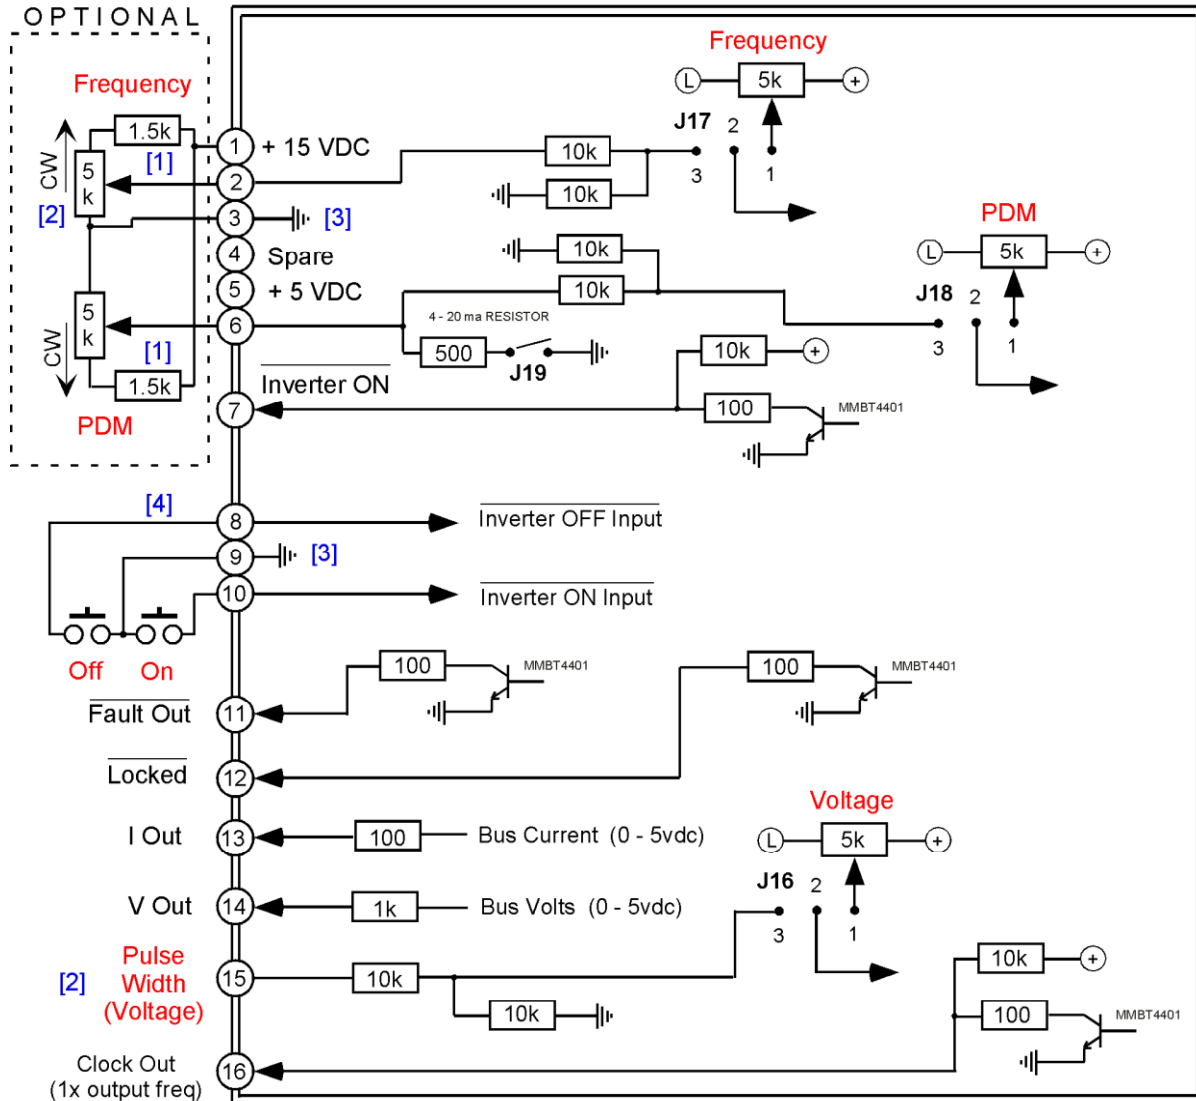 OPTIONAL
Frequency
1.5k
CW
5
k
[1]
[2]
5
k
CW
[1]
1.5k
PDM
1
+ 15 VDC
2
3
[3]
4
Spare
5
+ 5 VDC
6
Inverter ON
7
10k
10k
Frequency
L
5k
+
J17
2
3
1
10k
10k
4 - 20 ma RESISTOR
500
J19
PDM
L
5k
+
J18
2
3
1
10k
+
100
MMBT4401
[4]
8
Inverter OFF Input
9
[3]
10
Inverter ON Input
Off
On
100
MMBT4401
100
MMBT4401
Fault Out
11
Locked
12
I Out
13
100
Bus Current (0 - 5vdc)
V Out
14
1k
Bus Volts (0 - 5vdc)
Voltage
L
5k
+
J16
2
3
1
[2]
Pulse
Width
(Voltage)
15
10k
10k
10k
+
100
MMBT4401
Clock Out
(1x output freq)
16